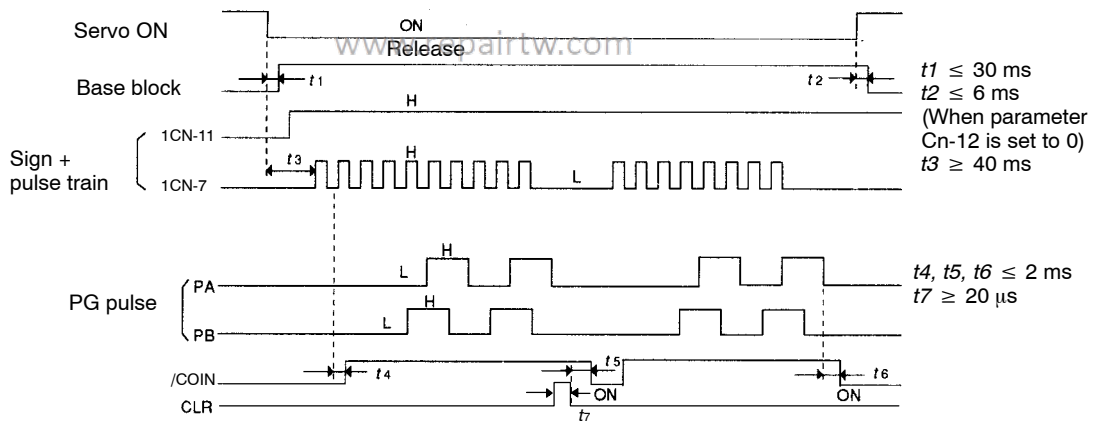 Servo ON
ON
www.repairtw.com
Release
Base block
t1
t2
t1 ≤ 30 ms
t2 ≤ 6 ms
(When parameter
Cn-12 is set to 0)
t3 ≥ 40 ms
H
1CN-11
Sign +
pulse train
t3
H
1CN-7
L
H
L
PA
PG pulse
H
L
PB
t4, t5, t6 ≤ 2 ms
t7 ≥ 20 μs
/COIN
t4
t5
t6
ON
ON
CLR
t7